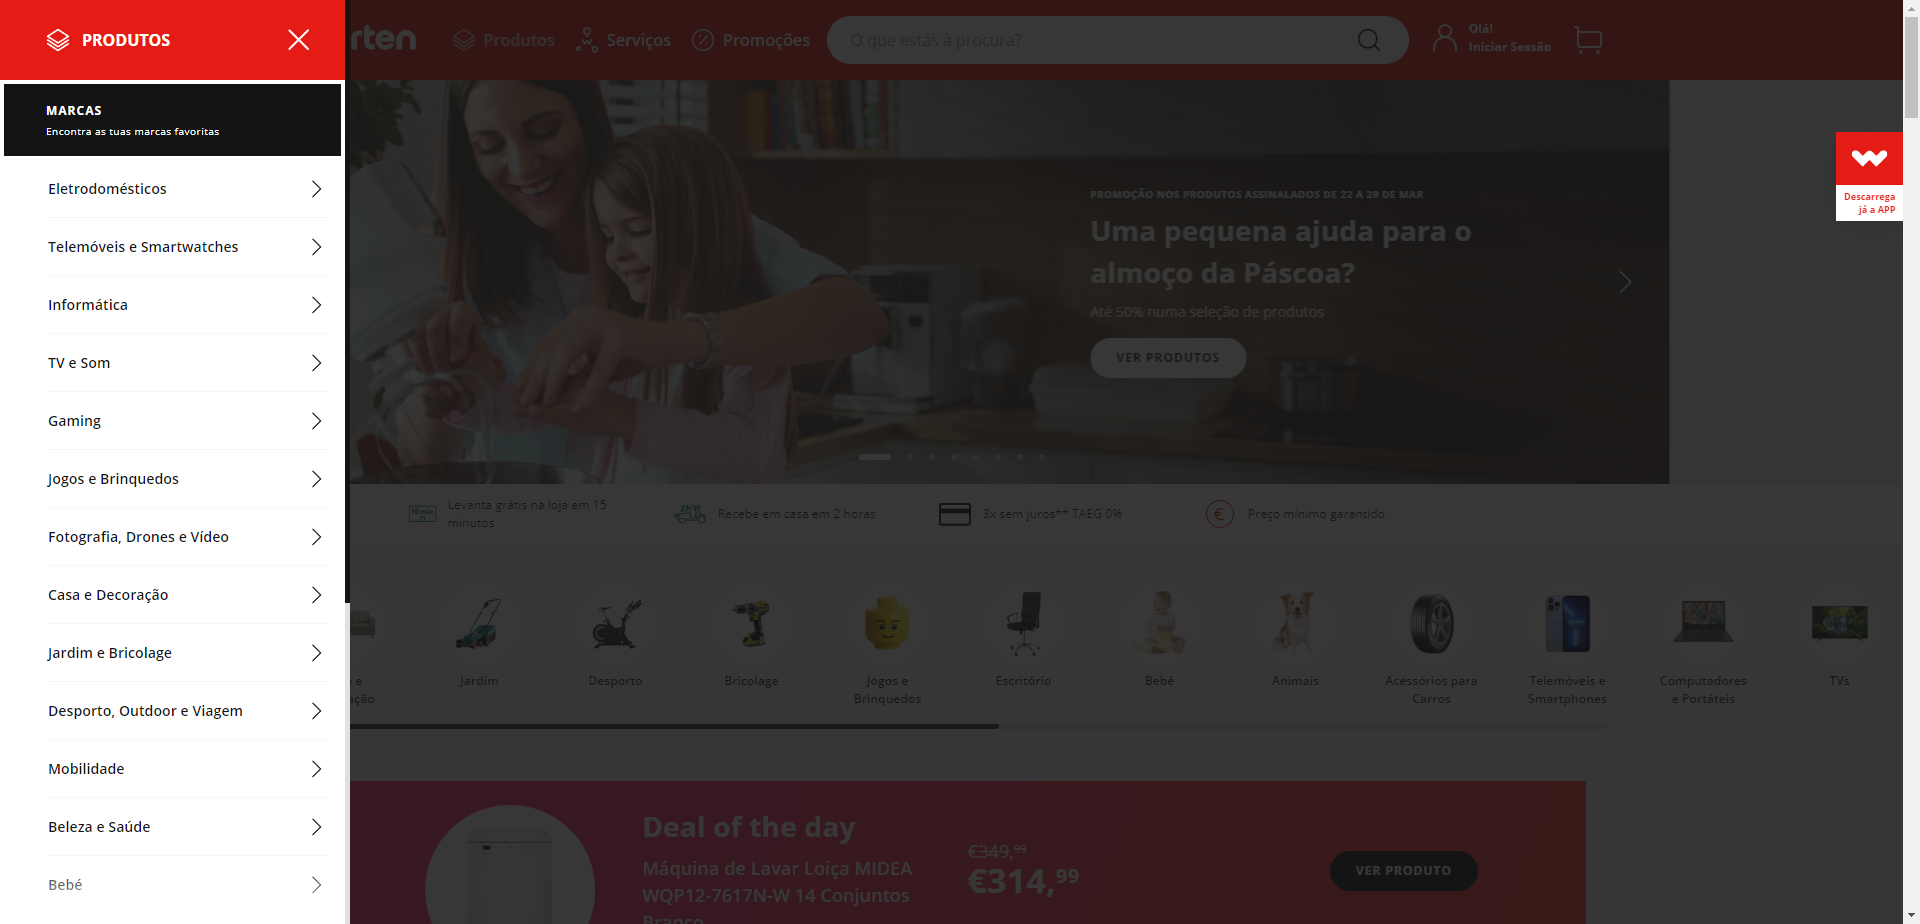 PRODUTOS
MARCAS
Encontra as tuas marcas favoritas
Eletrodomésticos
Telemóveis e Smartwatches
Informática
TV e Som
Gaming
Jogos e Brinquedos
Fotografia, Drones e Vídeo
Casa e Decoração
Jardim e Bricolage
Desporto, Outdoor e Viagem
Mobilidade
Beleza e Saúde
Bebé
rten
Produtos
Serviços
Promoções
O que estás à procura?
Olá!
Iniciar Sessão
Descarrega
já a APP
PROMOÇÃO NOS PRODUTOS ASSINALADOS DE 22 A 29 DE MAR
Uma pequena ajuda para o
almoço da Páscoa?
Até 50% numa seleção de produtos
VER PRODUTOS
Levanta grátis na loja em 15
minutos
Recebe em casa em 2 horas
3x sem juros** TAEG 0%
Preço mínimo garantido
e
ação
Jardim
Desporto
Bricolage
Jogos e
Brinquedos
Escritório
Bebé
Animais
Acessórios para
Carros
Telemóveis e
Smartphones
Computadores
e Portáteis
TVs
Deal of the day
Máquina de Lavar Loiça MIDEA
WQP12-7617N-W 14 Conjuntos
Branco
€349,99
€314,99
VER PRODUTO